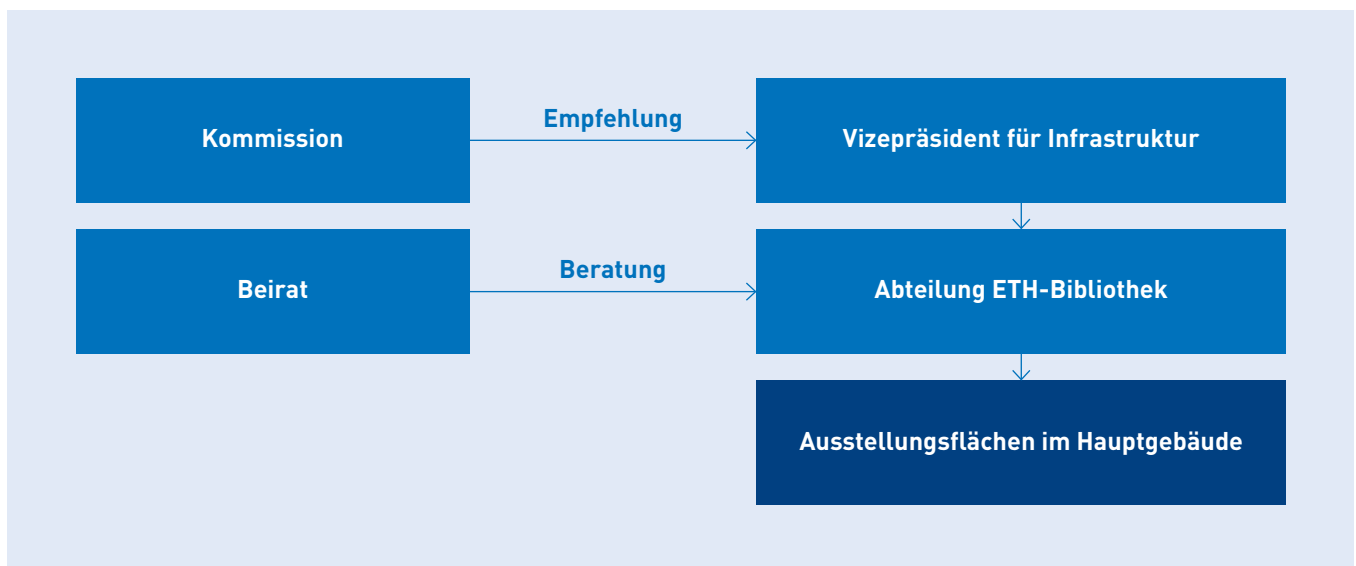 Kommission
Empfehlung
Vizepräsident für Infrastruktur
Beirat
Beratung
Abteilung ETH-Bibliothek
Ausstellungsflächen im Hauptgebäude